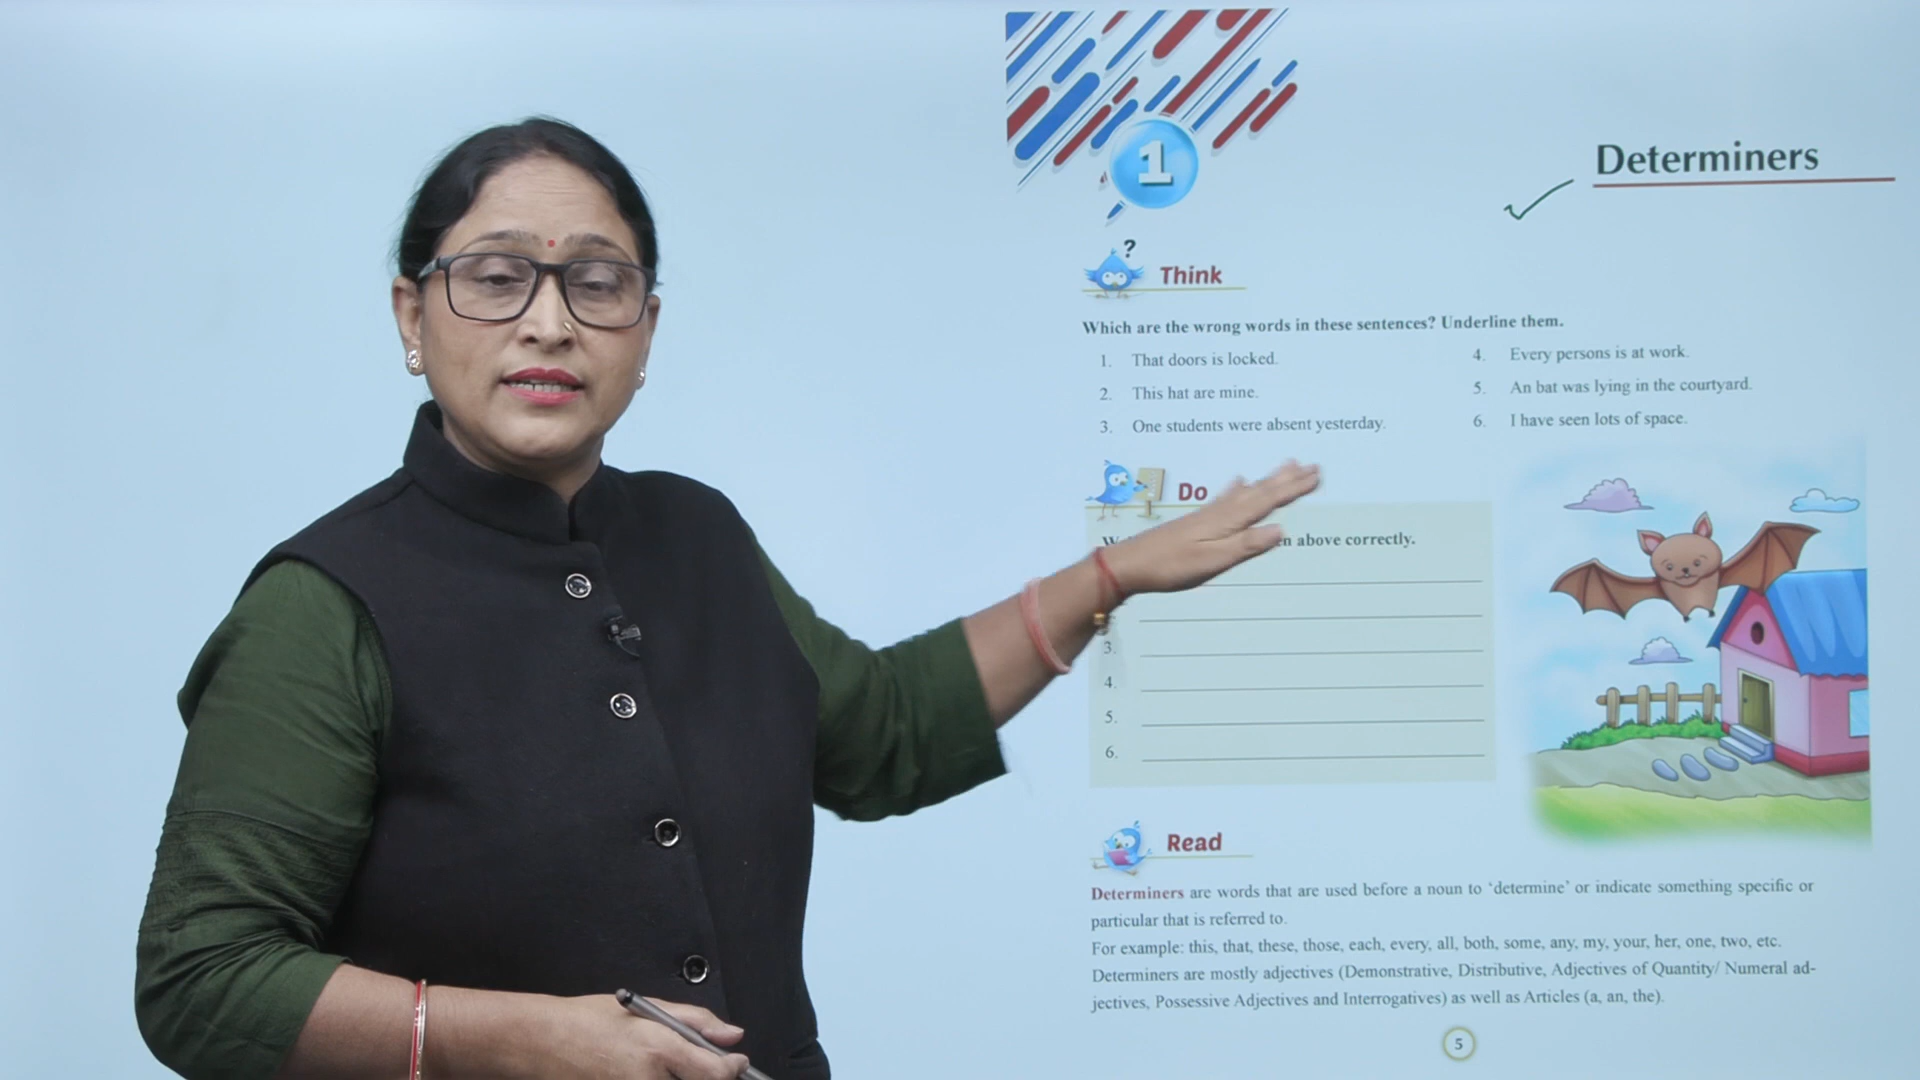 1
Determiners
?
Think
Which are the wrong words in these sentences? Underline them.
1. That doors is locked.
2. This hat are mine.
3. One students were absent yesterday.
4. Every persons is at work.
5. An bat was lying in the courtyard.
6. I have seen lots of space.
Do
above correctly.
3.
4.
5.
6.
Read
Determiners are words that are used before a noun to ‘determine’ or indicate something specific or
particular that is referred to.
For example: this, that, these, those, each, every, all, both, some, any, my, your, her, one, two, etc.
Determiners are mostly adjectives (Demonstrative, Distributive, Adjectives of Quantity/ Numeral ad-
jectives, Possessive Adjectives and Interrogatives) as well as Articles (a, an, the).
5